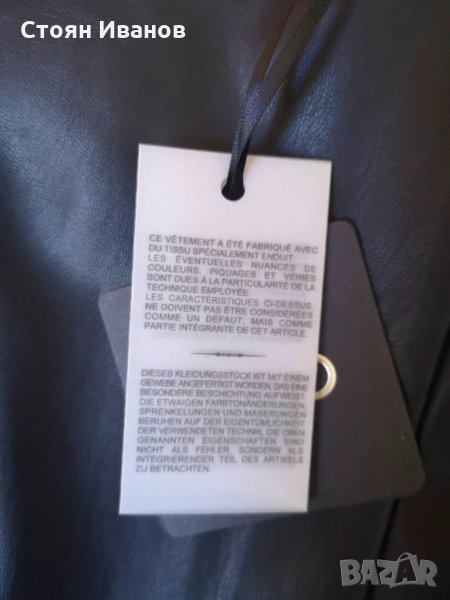 Стоян Иванов
CE VÊTEMENT A ÉTÉ FABRIQUÉ AVEC
DU TISSU SPÉCIALEMENT ENDUIT.
LES ÉVENTUELLES NUANCES DE
COULEURS, PIQUAGES ET VEINES
SONT DUES À LA PARTICULARITÉ DE LA
TECHNIQUE EMPLOYÉE.
LES CARACTÉRISTIQUES CI-DESSUS,
NE DOIVENT PAS ÊTRE CONSIDÉRÉES
COMME UN DÉFAUT, MAIS COMME
PARTIE INTÉGRANTE DE CET ARTICLE.
DIESES KLEIDUNGSSTÜCK IST MIT EINEM
GEWEBE ANGEFERTIGT WORDEN, DAS EINE
BESONDERE BESCHICHTUNG AUFWEIST.
DIE ETWAIGEN FARBTONÄNDERUNGEN,
SPRENKELUNGEN UND MASERUNGEN
BERUHEN AUF DER EIGENTÜMLICHKEIT
DER VERWENDETEN TECHNIK. DIE OBEN
GENANNTEN EIGENSCHAFTEN SIND
NICHT ALS FEHLER, SONDERN ALS
INTEGRIERENDER TEIL DES ARTIKELS
ZU BETRACHTEN.
BAZAR